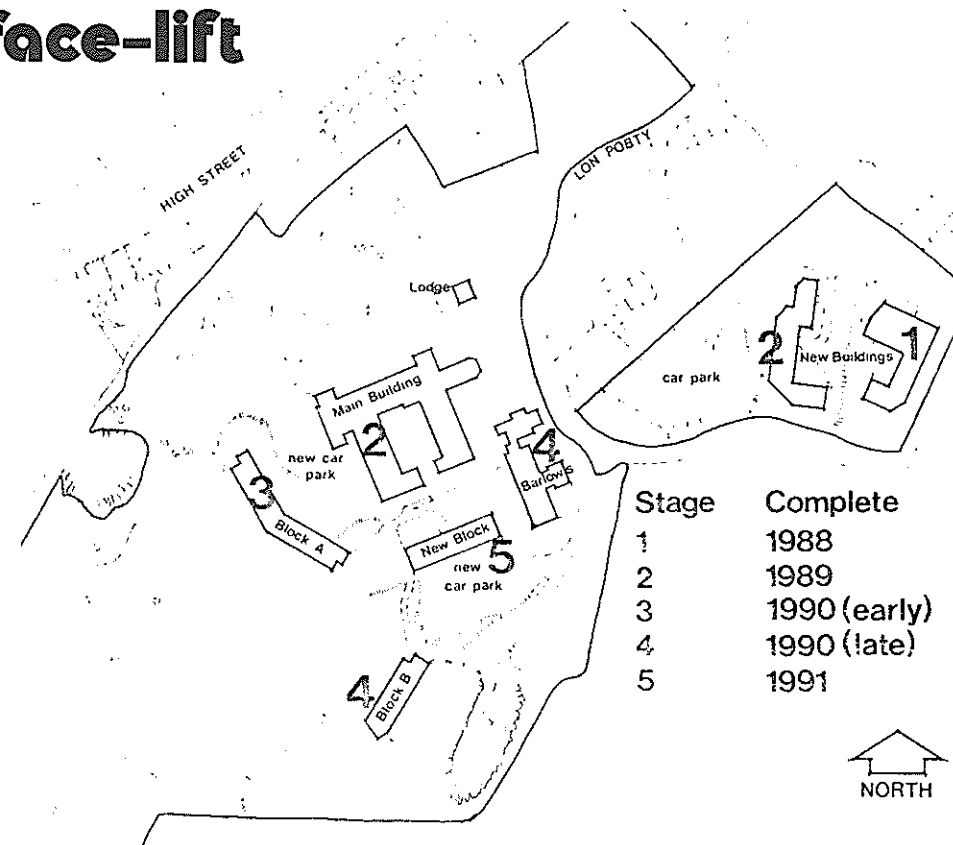 face-lift
HIGH STREET
LON POBTY
Lodge
2
New Buildings
1
car park
Main Building
2
new car
park
4
Barlows
3
Block A
New Block
5
new
car park
4
Block B
Stage Complete
1 1988
2 1989
3 1990 (early)
4 1990 (late)
5 1991
NORTH